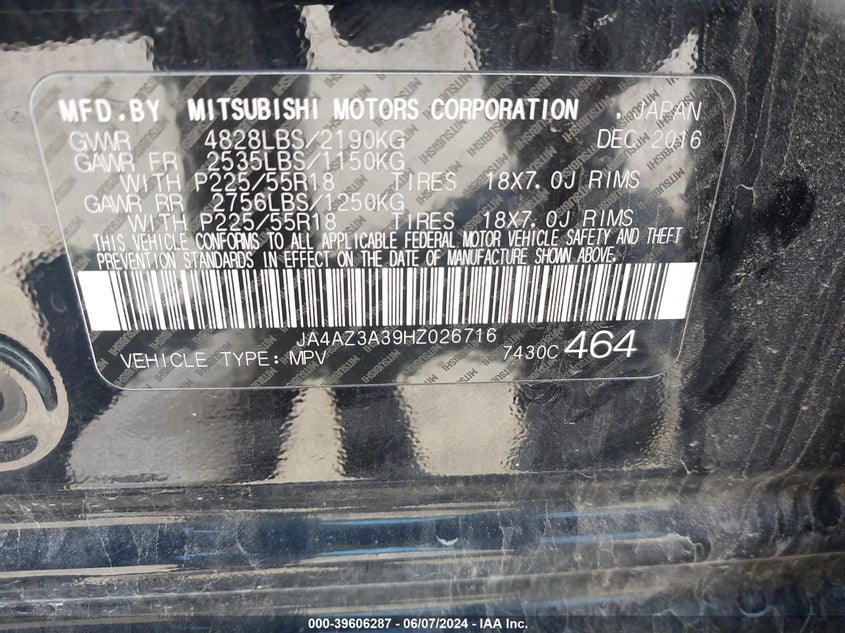 MFD.BY MITSUBISHI MOTORS CORPORATION , JAPAN
GVWR 4828LBS/2190KG DEC-2016
GAWR FR 2535LBS/1150KG
WITH P225/55R18 TIRES 18X7.0J RIMS
GAWR RR 2756LBS/1250KG
WITH P225/55R18 TIRES 18X7.0J RIMS
THIS VEHICLE CONFORMS TO ALL APPLICABLE FEDERAL MOTOR VEHICLE SAFETY AND THEFT
PREVENTION STANDARDS IN EFFECT ON THE DATE OF MANUFACTURE SHOWN ABOVE.
JA4AZ3A39HZ026716
VEHICLE TYPE: MPV 7430C 464
000-39606287 - 06/07/2024 - IAAI Inc.